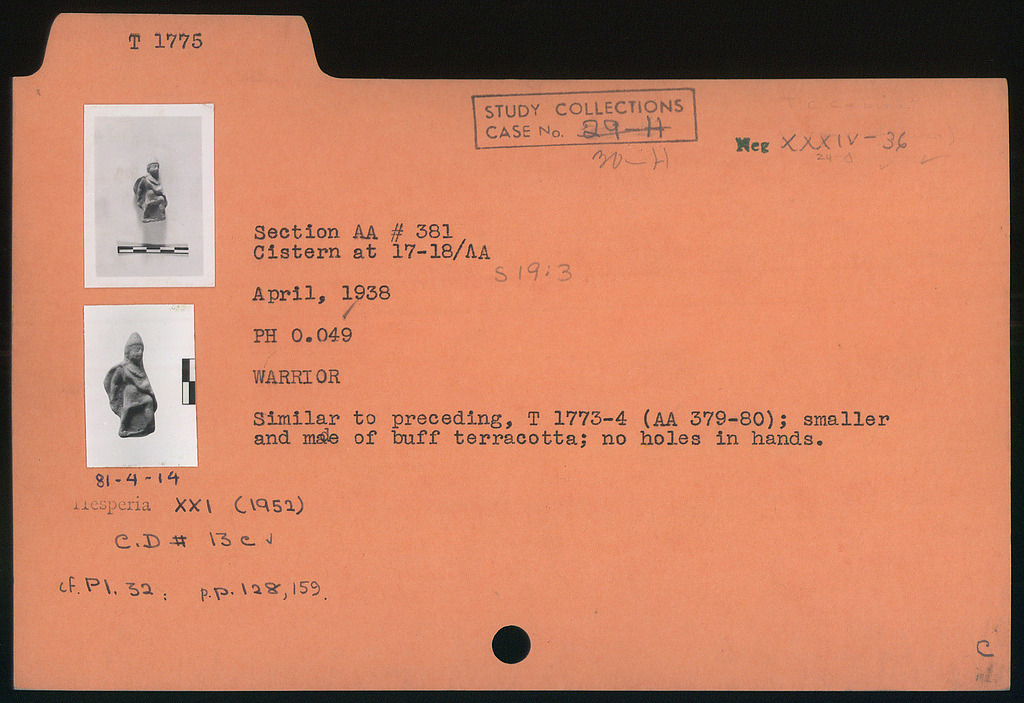 T 1775
STUDY COLLECTIONS
CASE No. 29-H
30-H
Neg XXXIV-36
Section AA # 381
Cistern at 17-18/AA
S 19:3
April, 1938
PH 0.049
WARRIOR
Similar to preceding, T 1773-4 (AA 379-80); smaller
and made of buff terracotta; no holes in hands.
81-4-14
Hesperia XXI (1952)
C.D # 13 c ✓
cf. Pl. 32; p.p. 128, 159.
C